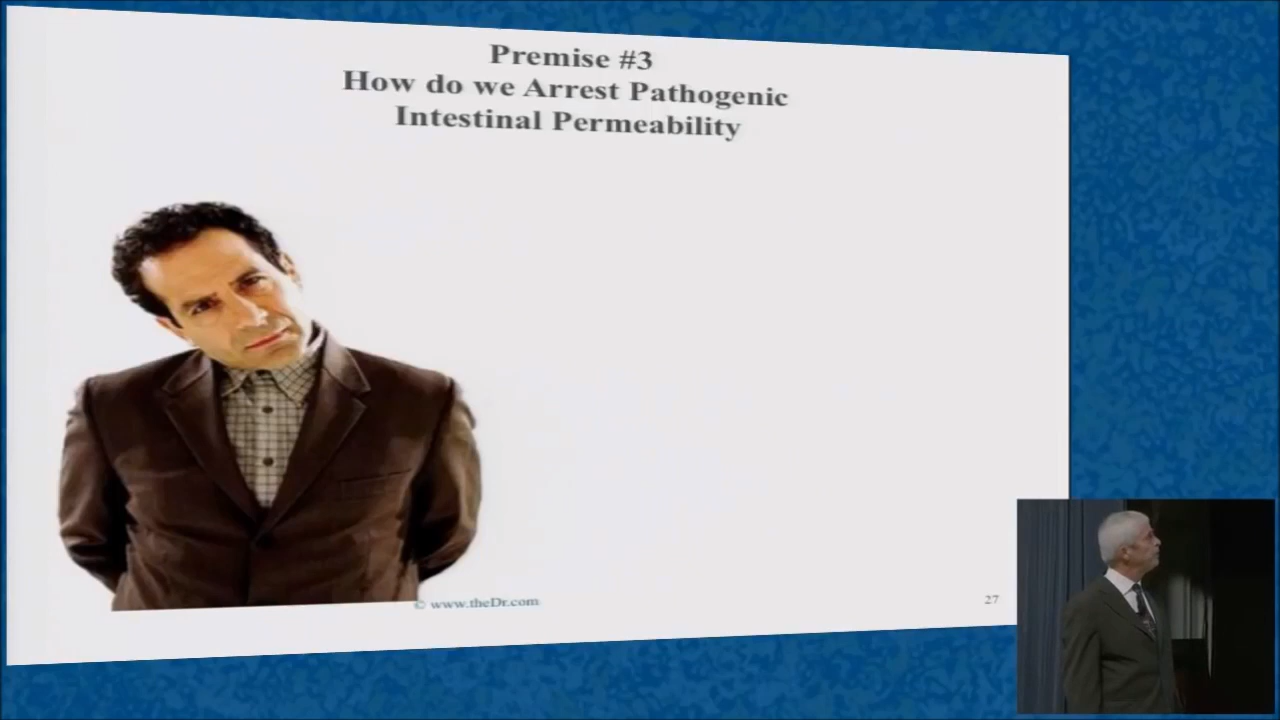 Premise #3
How do we Arrest Pathogenic
Intestinal Permeability
© www.theDr.com
27